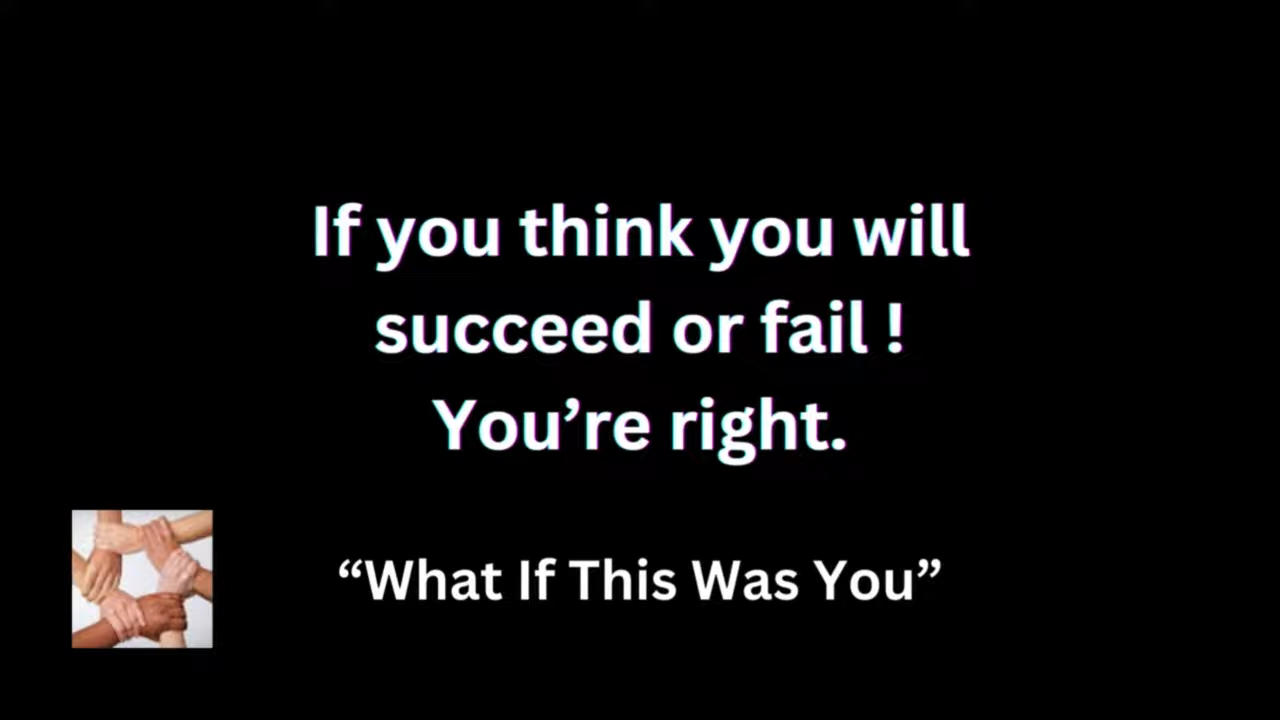 If you think you will
succeed or fail !
You’re right.
“What If This Was You”